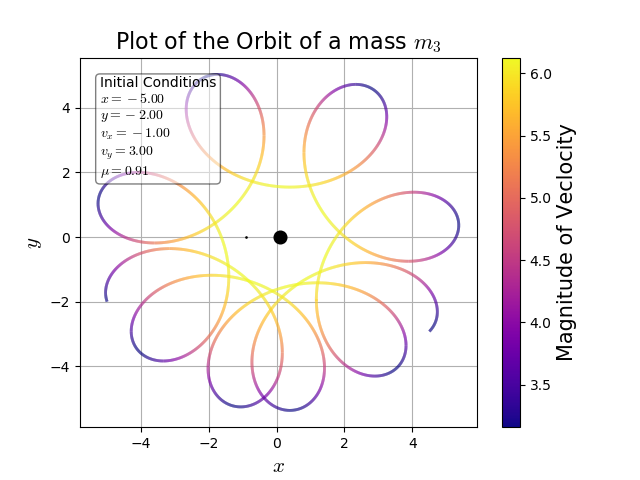 Plot of the Orbit of a mass m₃
Initial Conditions
x = −5.00
y = −2.00
vₓ = −1.00
v_y = 3.00
μ = 0.91
4
2
0
−2
−4
y
−4
−2
0
2
4
x
6.0
5.5
5.0
4.5
4.0
3.5
Magnitude of Veclocity